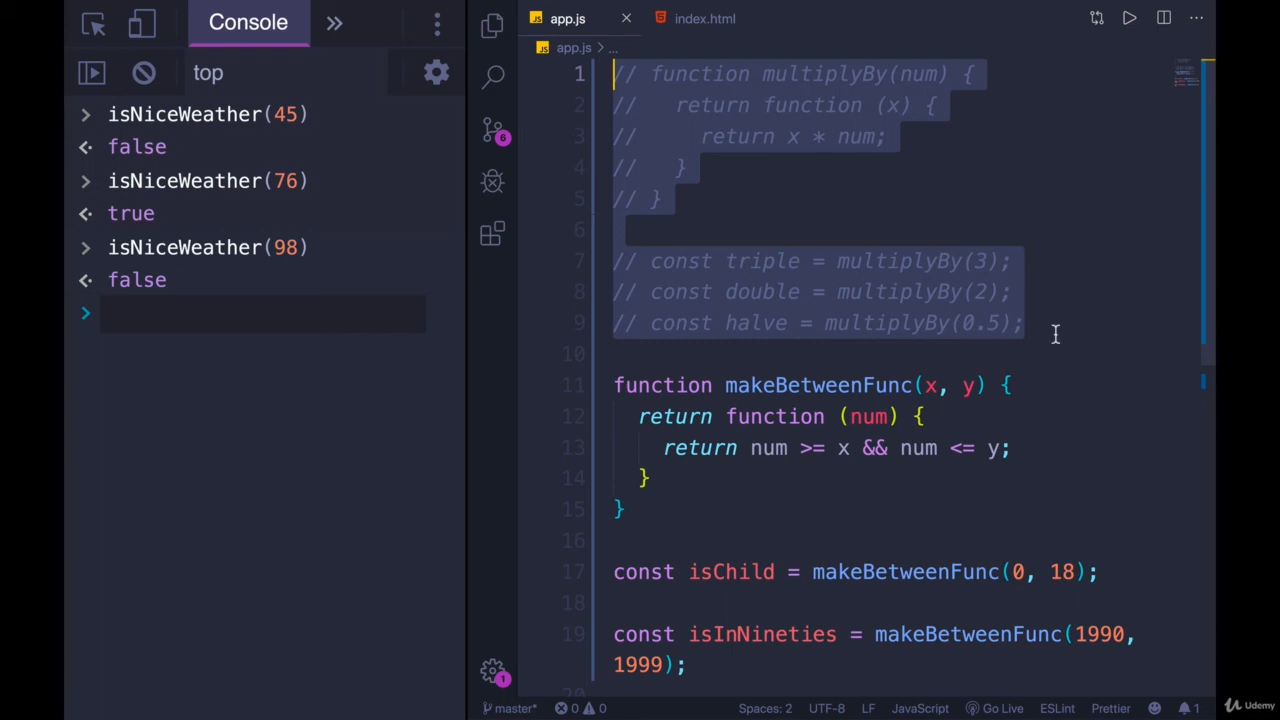 Console
top
isNiceWeather(45)
false
isNiceWeather(76)
true
isNiceWeather(98)
false
JS app.js
index.html
JS app.js > ...
1 // function multiplyBy(num) {
2 //   return function (x) {
3 //     return x * num;
4 //   }
5 // }
6
7 // const triple = multiplyBy(3);
8 // const double = multiplyBy(2);
9 // const halve = multiplyBy(0.5);
10
11 function makeBetweenFunc(x, y) {
12   return function (num) {
13     return num >= x && num <= y;
14   }
15 }
16
17 const isChild = makeBetweenFunc(0, 18);
18
19 const isInNineties = makeBetweenFunc(1990,
1999);
20
6
1
master* 0 0 Spaces: 2 UTF-8 LF JavaScript Go Live ESLint Prettier 1
Udemy